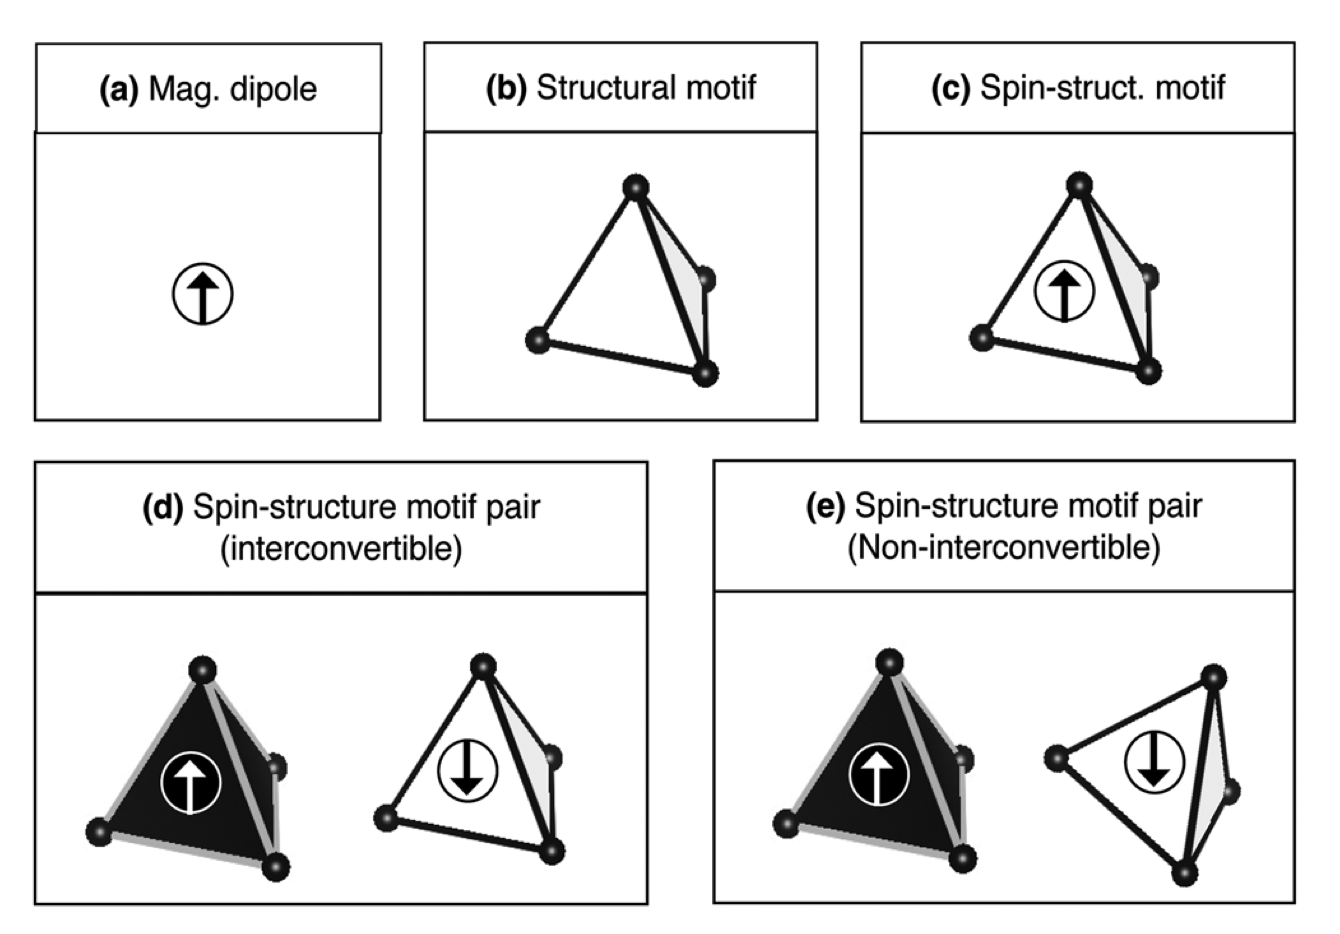 (a) Mag. dipole
(b) Structural motif
(c) Spin-struct. motif
(d) Spin-structure motif pair
(interconvertible)
(e) Spin-structure motif pair
(Non-interconvertible)